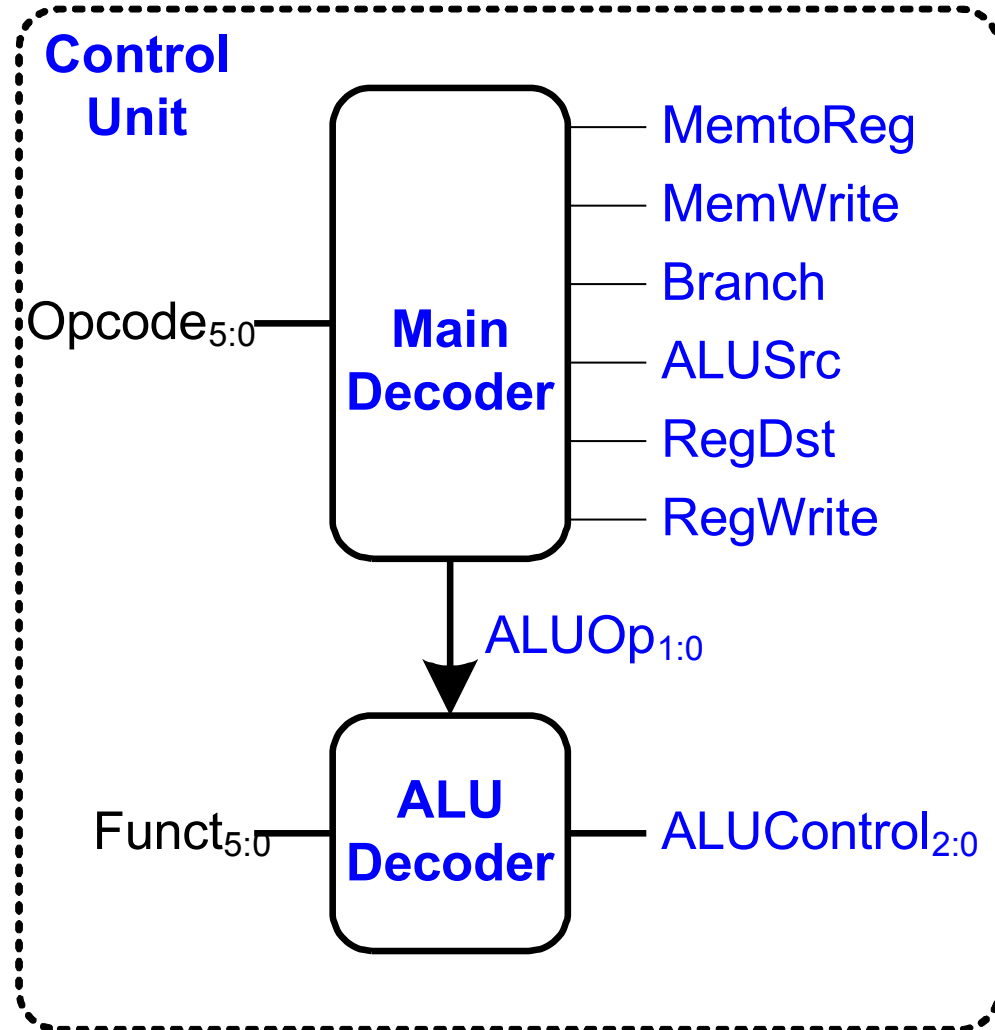 Control
Unit
MemtoReg
MemWrite
Branch
Opcode5:0
Main
Decoder
ALUSrc
RegDst
RegWrite
ALUOp1:0
ALU
Decoder
Funct5:0
ALUControl2:0